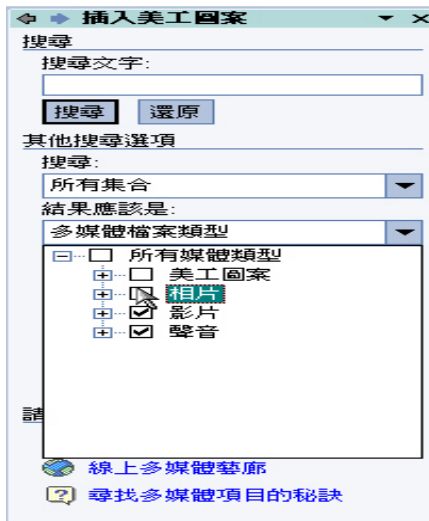 插入美工圖案
搜尋
搜尋文字:
搜尋 還原
其他搜尋選項
搜尋:
所有集合
結果應該是:
多媒體檔案類型
所有媒體類型
美工圖案
相片
影片
聲音
請
線上多媒體藝廊
尋找多媒體項目的秘訣